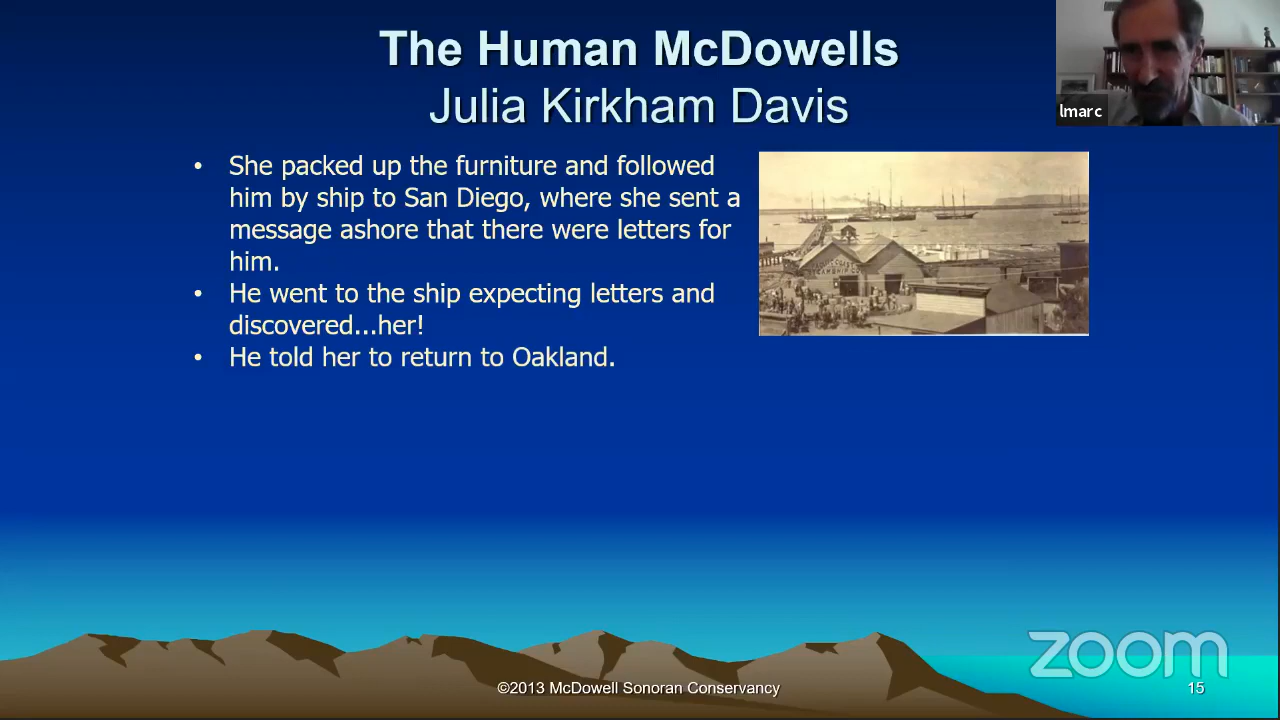 The Human McDowells
Julia Kirkham Davis
lmarc
• She packed up the furniture and followed
him by ship to San Diego, where she sent a
message ashore that there were letters for
him.
• He went to the ship expecting letters and
discovered...her!
• He told her to return to Oakland.
zoom
©2013 McDowell Sonoran Conservancy
15